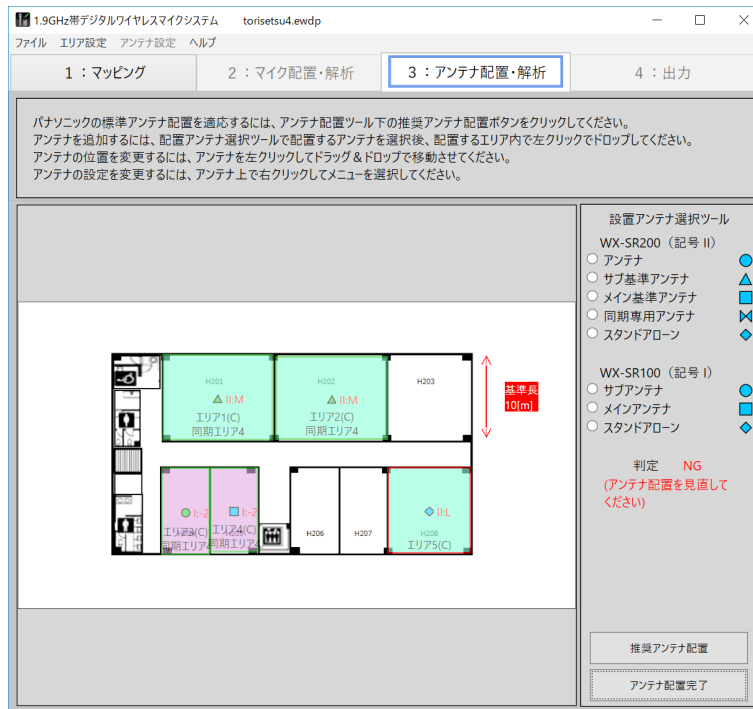 1.9GHz帯デジタルワイヤレスマイクシステム torisetsu4.ewdp
ファイル エリア設定 アンテナ設定 ヘルプ
1：マッピング 2：マイク配置・解析 3：アンテナ配置・解析 4：出力
パナソニックの標準アンテナ配置を適応するには、アンテナ配置ツール下の推奨アンテナ配置ボタンをクリックしてください。
アンテナを追加するには、配置アンテナ選択ツールで配置するアンテナを選択後、配置するエリア内で左クリックでドロップしてください。
アンテナの位置を変更するには、アンテナを左クリックしてドラッグ＆ドロップで移動させてください。
アンテナの設定を変更するには、アンテナ上で右クリックしてメニューを選択してください。
H201
II:M
エリア1(C)
同期エリア4
H202
II:M
エリア2(C)
同期エリア4
H203
基準長
10[m]
I:-2
エリア3(C)
同期エリア4
I:-2
エリア4(C)
同期エリア4
H206
H207
II:L
H208
エリア5(C)
設置アンテナ選択ツール
WX-SR200（記号 II）
アンテナ
サブ基準アンテナ
メイン基準アンテナ
同期専用アンテナ
スタンドアローン
WX-SR100（記号 I）
サブアンテナ
メインアンテナ
スタンドアローン
判定 NG
(アンテナ配置を見直して
ください)
推奨アンテナ配置
アンテナ配置完了